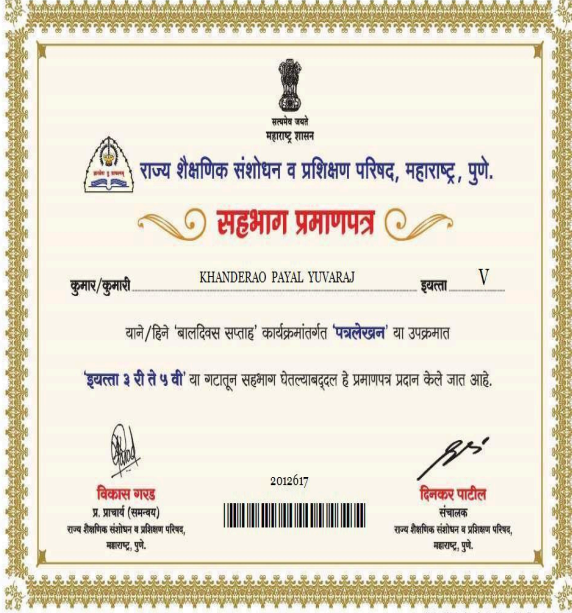 सत्यमेव जयते
महाराष्ट्र शासन
राज्य शैक्षणिक संशोधन व प्रशिक्षण परिषद, महाराष्ट्र, पुणे.
सहभाग प्रमाणपत्र
कुमार/कुमारी KHANDERAO PAYAL YUVARAJ इयत्ता V
याने/हिने 'बालदिवस सप्ताह' कार्यक्रमांतर्गत 'पत्रलेखन' या उपक्रमात
'इयत्ता ३ री ते ५ वी' या गटातून सहभाग घेतल्याबद्दल हे प्रमाणपत्र प्रदान केले जात आहे.
विकास गरड
प्र. प्राचार्य (समन्वय)
राज्य शैक्षणिक संशोधन व प्रशिक्षण परिषद,
महाराष्ट्र, पुणे.
2012617
दिनकर पाटील
संचालक
राज्य शैक्षणिक संशोधन व प्रशिक्षण परिषद,
महाराष्ट्र, पुणे.